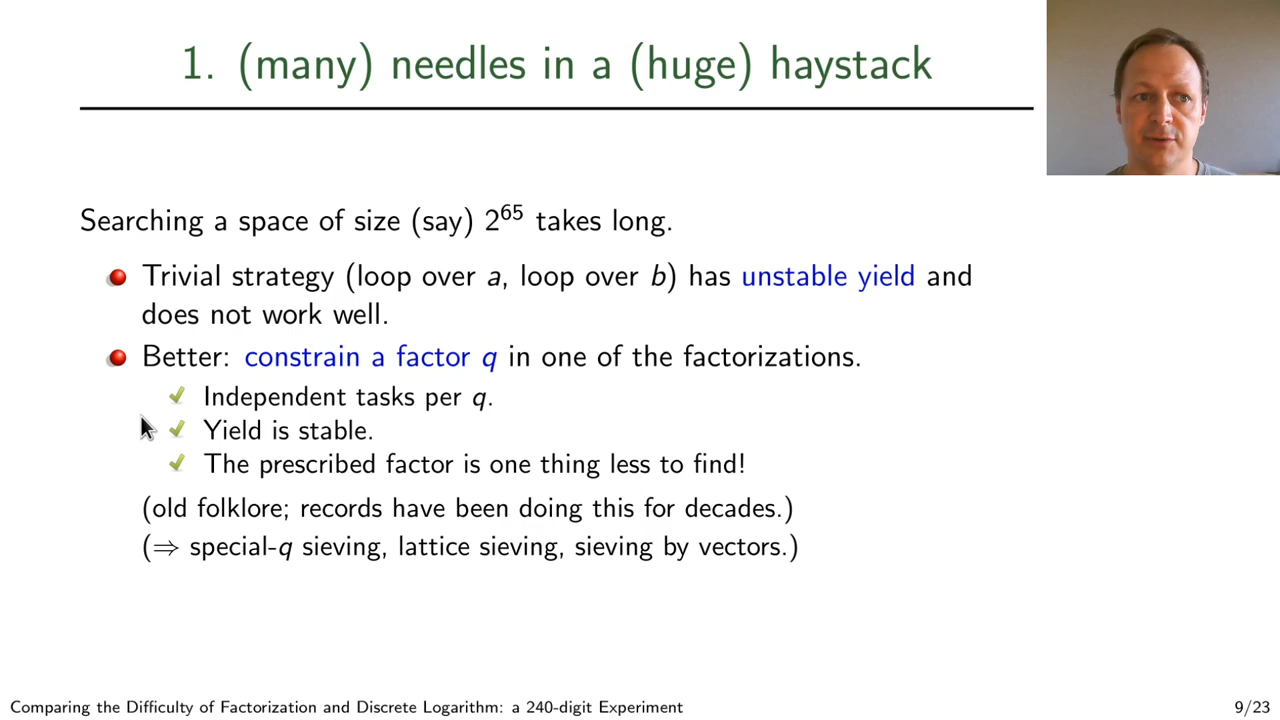 1. (many) needles in a (huge) haystack
Searching a space of size (say) 2⁶⁵ takes long.
Trivial strategy (loop over a, loop over b) has unstable yield and
does not work well.
Better: constrain a factor q in one of the factorizations.
✓ Independent tasks per q.
✓ Yield is stable.
✓ The prescribed factor is one thing less to find!
(old folklore; records have been doing this for decades.)
(⇒ special-q sieving, lattice sieving, sieving by vectors.)
Comparing the Difficulty of Factorization and Discrete Logarithm: a 240-digit Experiment
9/23